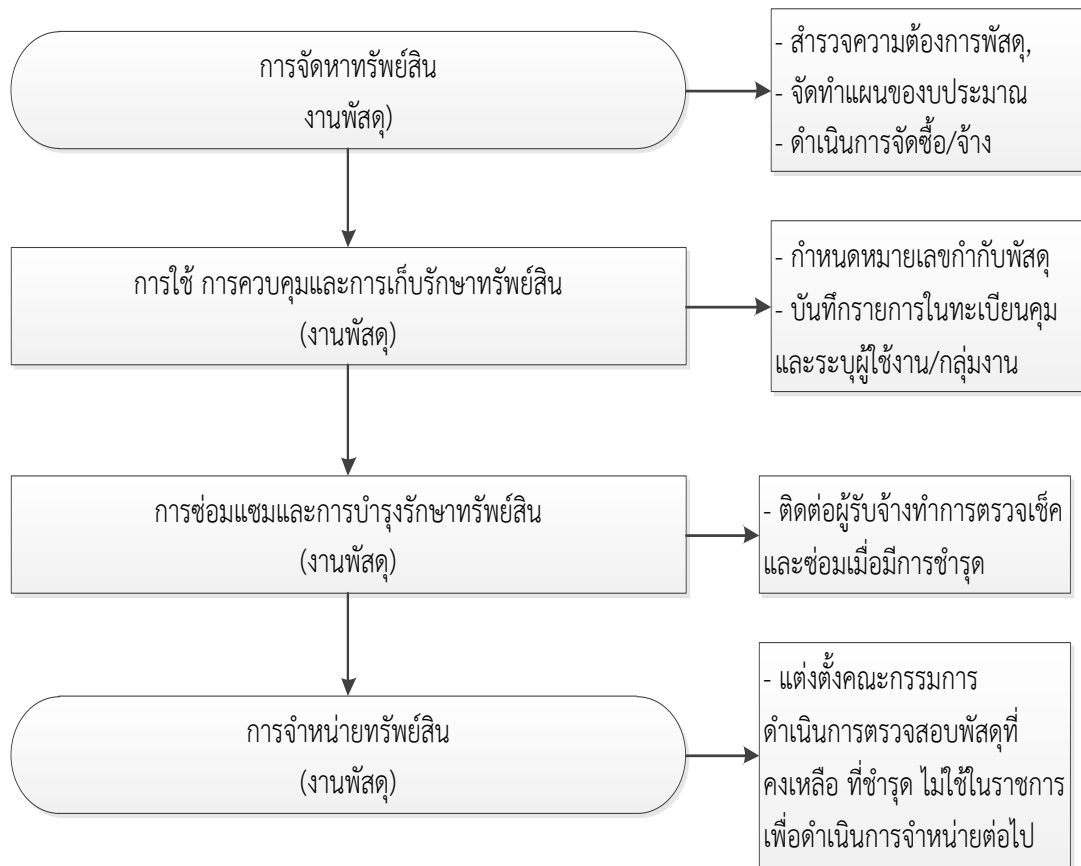 การจัดหาทรัพย์สิน
งานพัสดุ)
- สำรวจความต้องการพัสดุ,
- จัดทำแผนของบประมาณ
- ดำเนินการจัดซื้อ/จ้าง
การใช้ การควบคุมและการเก็บรักษาทรัพย์สิน
(งานพัสดุ)
- กำหนดหมายเลขกำกับพัสดุ
- บันทึกรายการในทะเบียนคุม
และระบุผู้ใช้งาน/กลุ่มงาน
การซ่อมแซมและการบำรุงรักษาทรัพย์สิน
(งานพัสดุ)
- ติดต่อผู้รับจ้างทำการตรวจเช็ค
และซ่อมเมื่อมีการชำรุด
การจำหน่ายทรัพย์สิน
(งานพัสดุ)
- แต่งตั้งคณะกรรมการ
ดำเนินการตรวจสอบพัสดุที่
คงเหลือ ที่ชำรุด ไม่ใช้ในราชการ
เพื่อดำเนินการจำหน่ายต่อไป